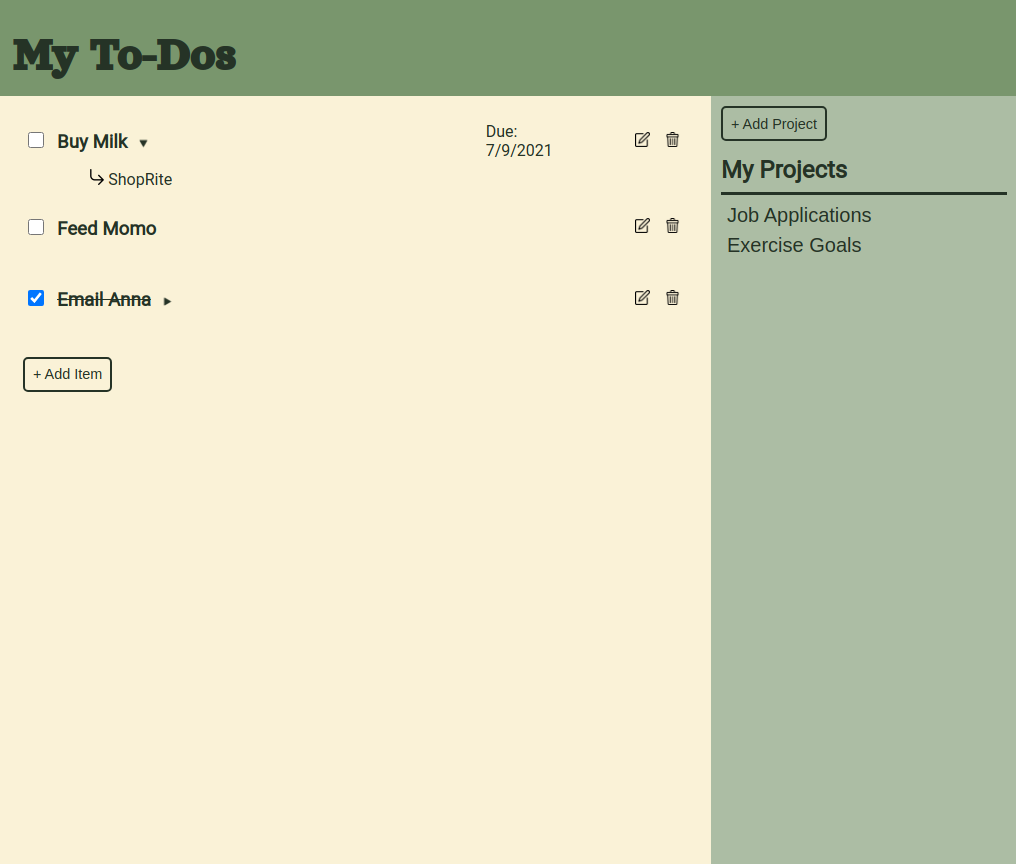 My To-Dos
Buy Milk ▼
Due:
7/9/2021
ShopRite
Feed Momo
Email Anna ▸
+ Add Item
+ Add Project
My Projects
Job Applications
Exercise Goals